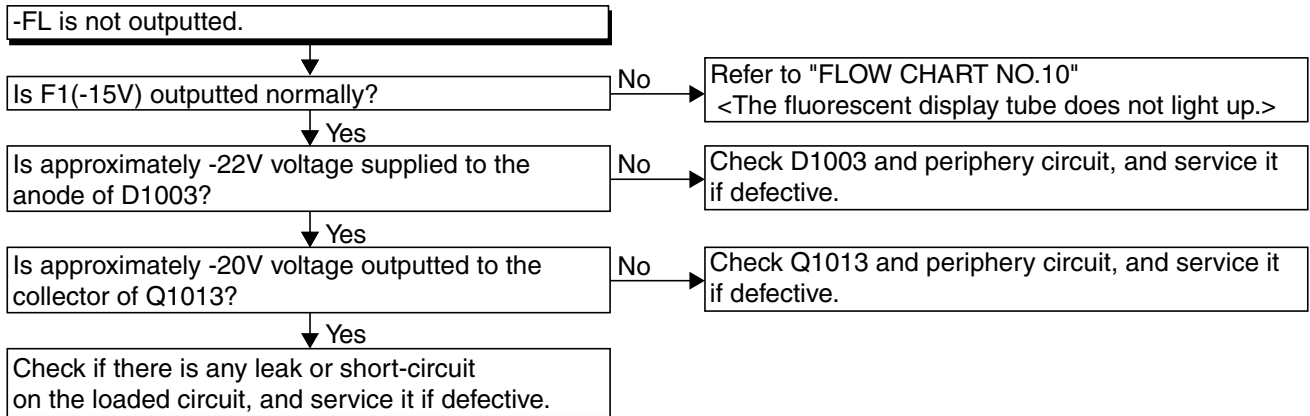 -FL is not outputted.
Is F1(-15V) outputted normally?
No
Refer to "FLOW CHART NO.10"
<The fluorescent display tube does not light up.>
Yes
Is approximately -22V voltage supplied to the
anode of D1003?
No
Check D1003 and periphery circuit, and service it
if defective.
Yes
Is approximately -20V voltage outputted to the
collector of Q1013?
No
Check Q1013 and periphery circuit, and service it
if defective.
Yes
Check if there is any leak or short-circuit
on the loaded circuit, and service it if defective.